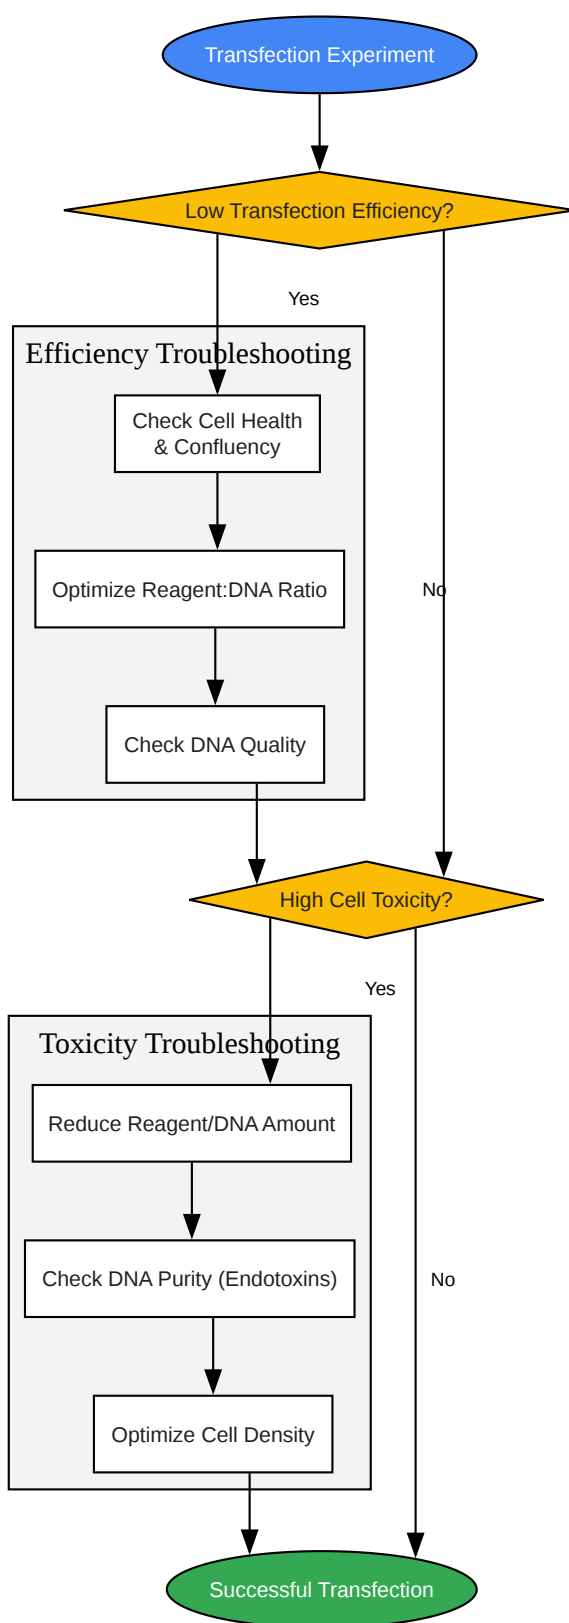 Transfection Experiment
Low Transfection Efficiency?
Yes
Efficiency Troubleshooting
Check Cell Health
& Confluency
Optimize Reagent:DNA Ratio
No
Check DNA Quality
High Cell Toxicity?
Yes
Toxicity Troubleshooting
Reduce Reagent/DNA Amount
Check DNA Purity (Endotoxins)
No
Optimize Cell Density
Successful Transfection